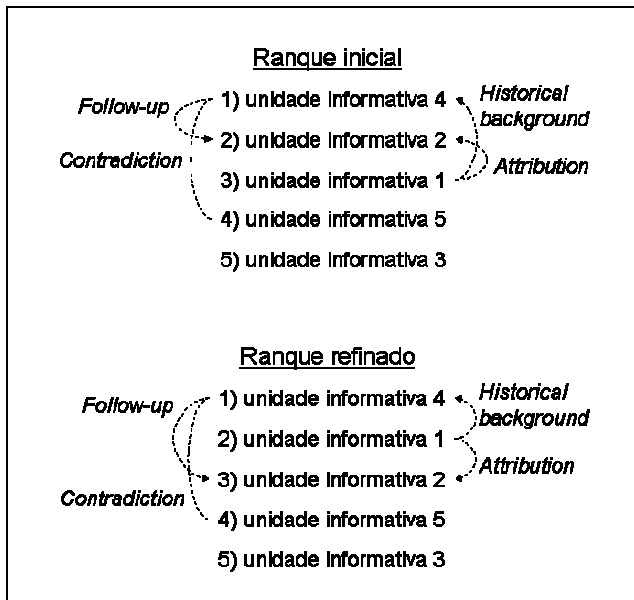 Ranque inicial
Follow-up
1) unidade informativa 4
Historical
background
2) unidade informativa 2
Contradiction
3) unidade informativa 1
Attribution
4) unidade informativa 5
5) unidade informativa 3
Ranque refinado
Follow-up
1) unidade informativa 4
Historical
background
2) unidade informativa 1
3) unidade informativa 2
Attribution
Contradiction
4) unidade informativa 5
5) unidade informativa 3